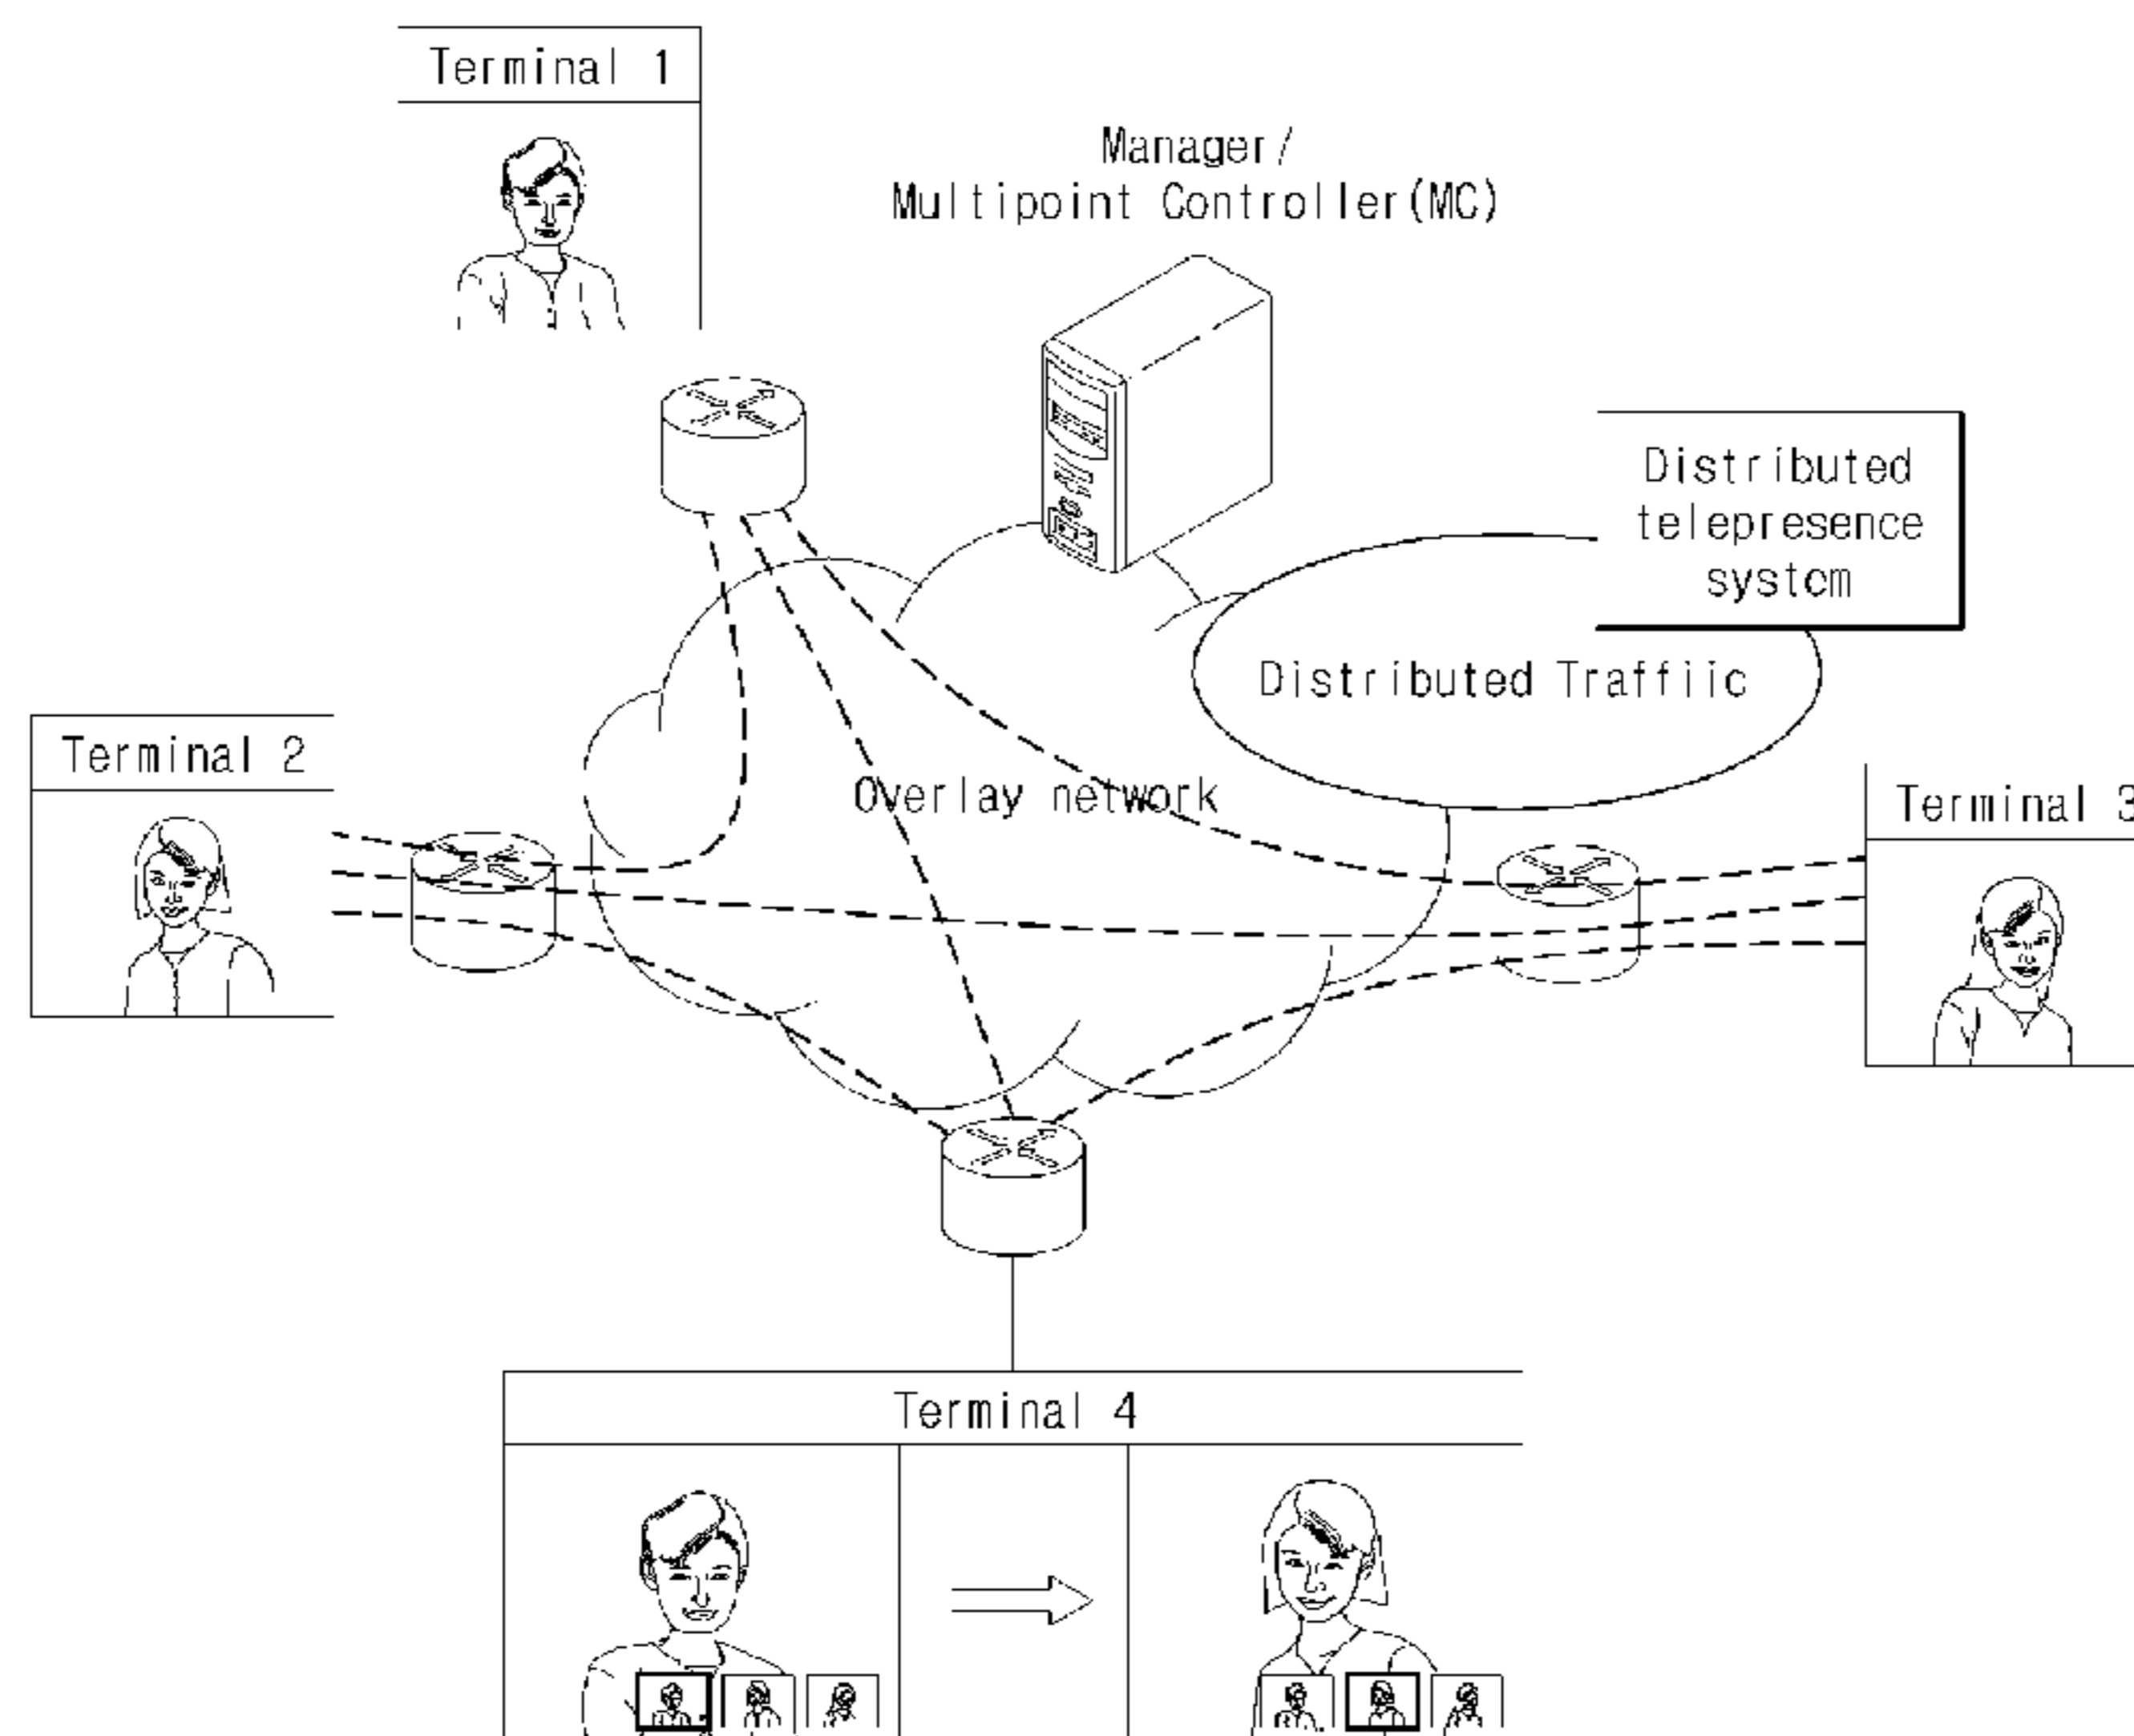 Terminal 1
Manager/
Multipoint Controller(MC)
Distributed
telepresence
system
Distributed Traffiic
Terminal 2
Overlay network
Terminal 3
Terminal 4